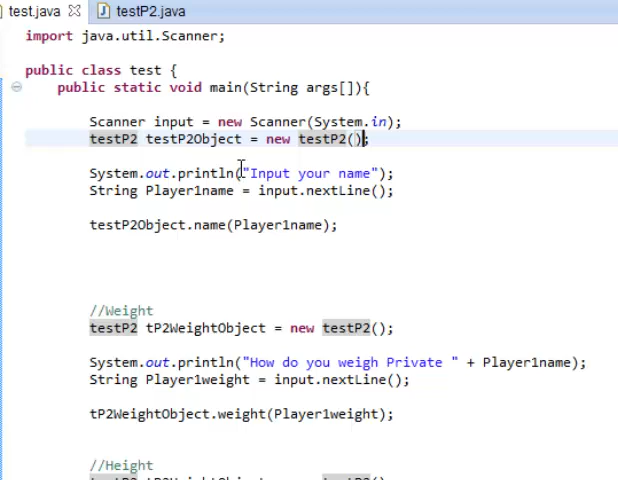 test.java testP2.java
import java.util.Scanner;
public class test {
public static void main(String args[]){
Scanner input = new Scanner(System.in);
testP2 testP2Object = new testP2();
System.out.println("Input your name");
String Player1name = input.nextLine();
testP2Object.name(Player1name);
//Weight
testP2 tP2WeightObject = new testP2();
System.out.println("How do you weigh Private " + Player1name);
String Player1weight = input.nextLine();
tP2WeightObject.weight(Player1weight);
//Height